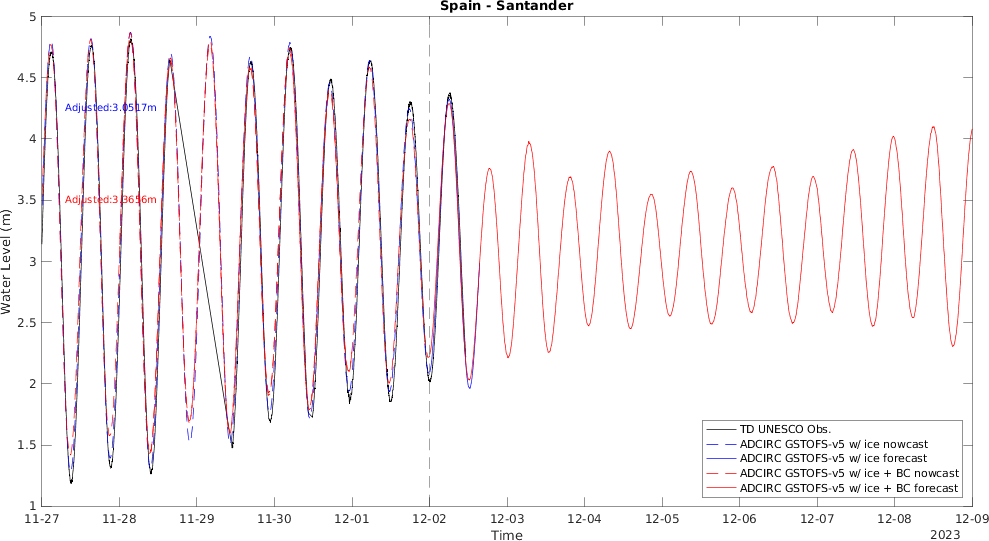 Spain - Santander
5
4.5
4
3.5
3
2.5
2
1.5
1
Water Level (m)
Adjusted:3.0517m
Adjusted:3.3656m
TD UNESCO Obs.
ADCIRC GSTOFS-v5 w/ ice nowcast
ADCIRC GSTOFS-v5 w/ ice forecast
ADCIRC GSTOFS-v5 w/ ice + BC nowcast
ADCIRC GSTOFS-v5 w/ ice + BC forecast
11-27 11-28 11-29 11-30 12-01 12-02 12-03 12-04 12-05 12-06 12-07 12-08 12-09
Time
2023